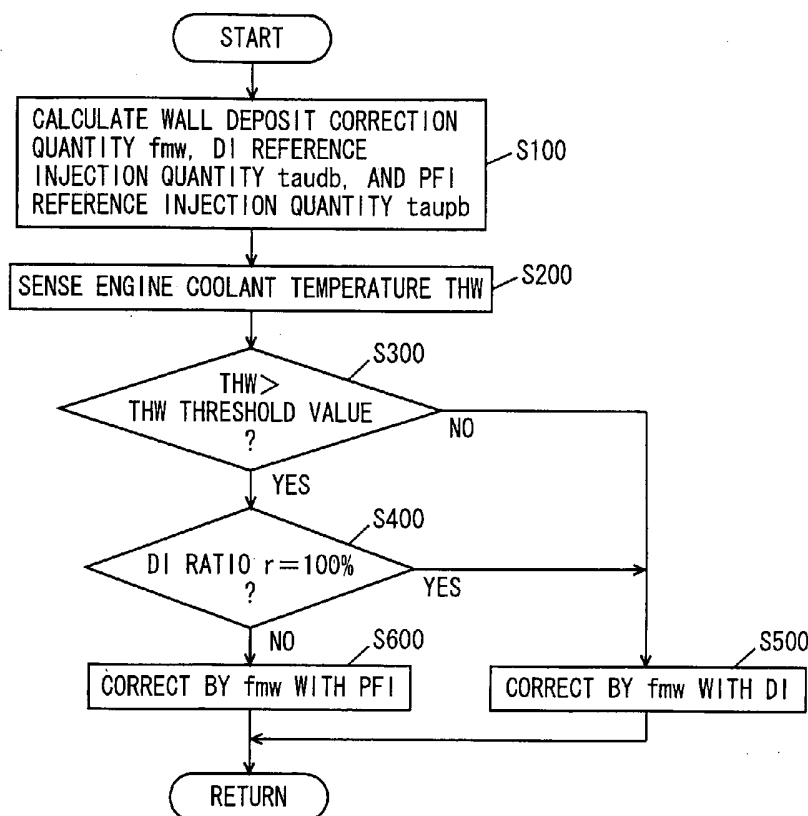 START
CALCULATE WALL DEPOSIT CORRECTION
QUANTITY fmw, DI REFERENCE
INJECTION QUANTITY taudb, AND PFI
REFERENCE INJECTION QUANTITY taupb
S100
SENSE ENGINE COOLANT TEMPERATURE THW
S200
S300
THW>
THW THRESHOLD VALUE
?
NO
YES
S400
DI RATIO r=100%
?
YES
NO
S600
CORRECT BY fmw WITH PFI
S500
CORRECT BY fmw WITH DI
RETURN